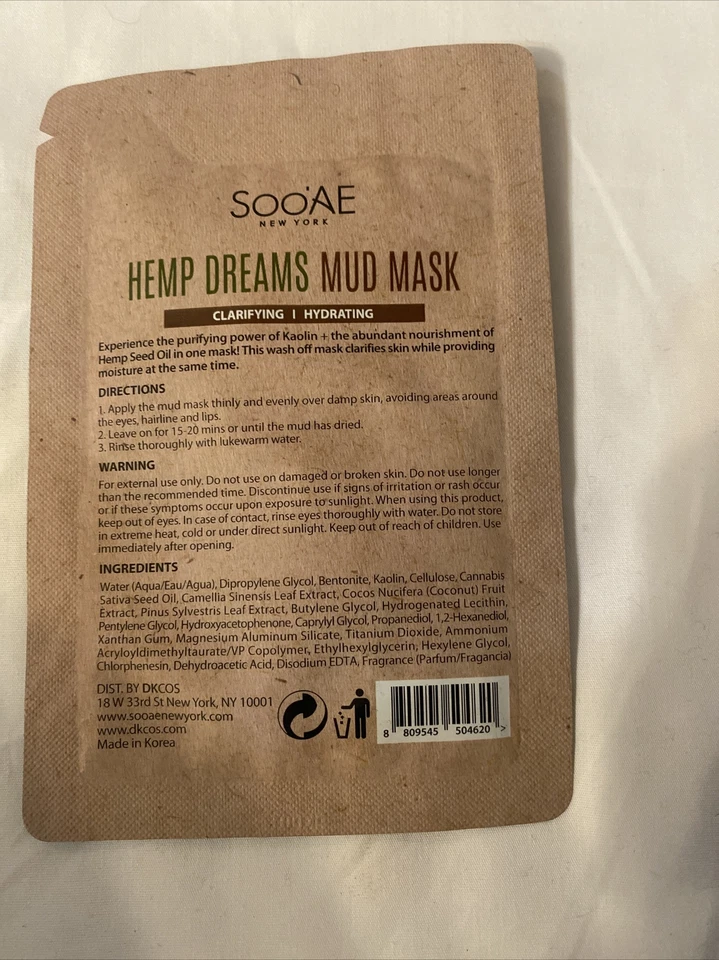 SOO'AE
NEW YORK
HEMP DREAMS MUD MASK
CLARIFYING | HYDRATING
Experience the purifying power of Kaolin + the abundant nourishment of
Hemp Seed Oil in one mask! This wash off mask clarifies skin while providing
moisture at the same time.
DIRECTIONS
1. Apply the mud mask thinly and evenly over damp skin, avoiding areas around
the eyes, hairline and lips.
2. Leave on for 15-20 mins or until the mud has dried.
3. Rinse thoroughly with lukewarm water.
WARNING
For external use only. Do not use on damaged or broken skin. Do not use longer
than the recommended time. Discontinue use if signs of irritation or rash occur
or if these symptoms occur upon exposure to sunlight. When using this product,
keep out of eyes. In case of contact, rinse eyes thoroughly with water. Do not store
in extreme heat, cold or under direct sunlight. Keep out of reach of children. Use
immediately after opening.
INGREDIENTS
Water (Aqua/Eau/Agua), Dipropylene Glycol, Bentonite, Kaolin, Cellulose, Cannabis
Sativa Seed Oil, Camellia Sinensis Leaf Extract, Cocos Nucifera (Coconut) Fruit
Extract, Pinus Sylvestris Leaf Extract, Butylene Glycol, Hydrogenated Lecithin,
Pentylene Glycol, Hydroxyacetophenone, Caprylyl Glycol, Propanediol, 1,2-Hexanediol,
Xanthan Gum, Magnesium Aluminum Silicate, Titanium Dioxide, Ammonium
Acryloyldimethyltaurate/VP Copolymer, Ethylhexylglycerin, Hexylene Glycol,
Chlorphenesin, Dehydroacetic Acid, Disodium EDTA, Fragrance (Parfum/Fragancia)
DIST. BY DKCOS
18 W 33rd St New York, NY 10001
www.sooaenewyork.com
www.dkcos.com
Made in Korea
8 809545 504620 >